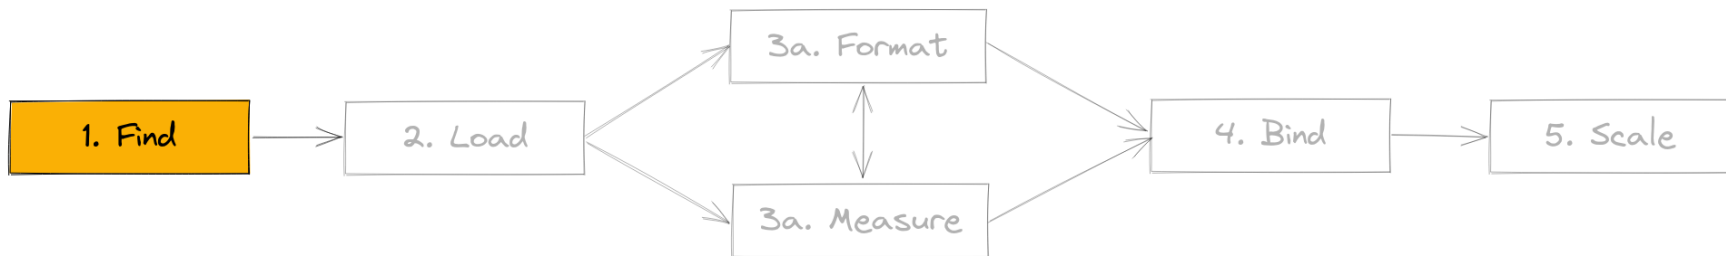 1. Find
2. Load
3a. Format
3a. Measure
4. Bind
5. Scale